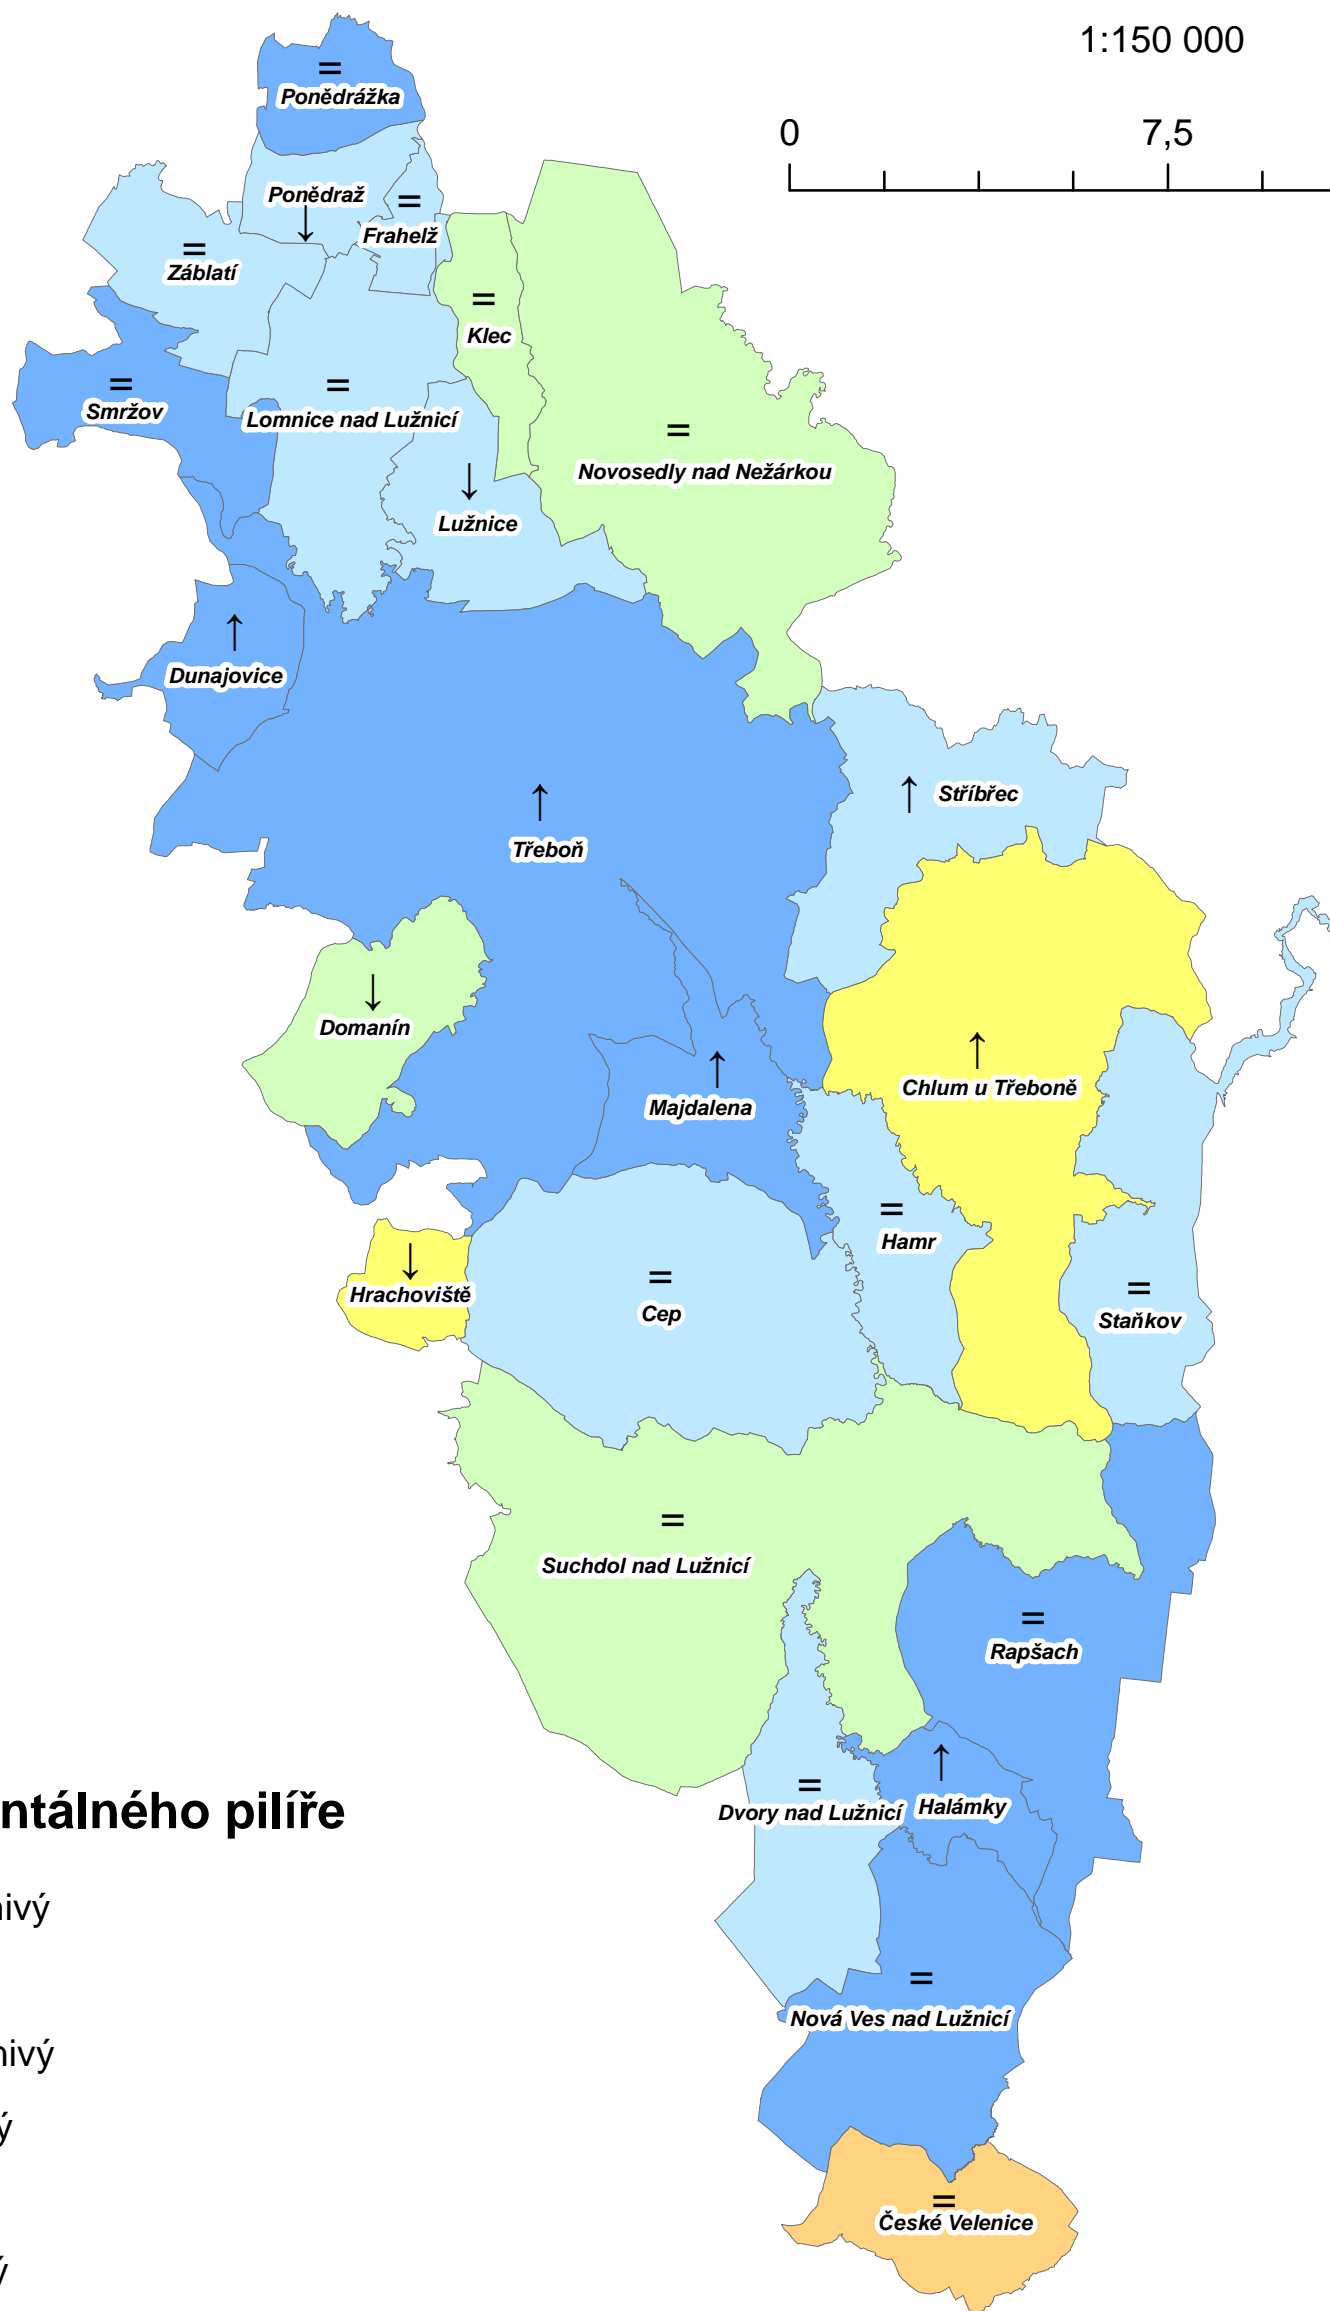 1:150 000
0 7,5
=
Ponědrážka
Ponědraž
↓
=
Frahelž
=
Záblatí
=
Klec
=
Smržov
=
Lomnice nad Lužnicí
=
Novosedly nad Nežárkou
↓
Lužnice
↑
Dunajovice
↑
Třeboň
↑ Stříbřec
↓
Domanín
↑
Majdalena
↑
Chlum u Třeboně
=
Hamr
↓
Hrachoviště
=
Cep
=
Staňkov
=
Suchdol nad Lužnicí
=
Rapšach
=
Dvory nad Lužnicí
↑
Halámky
ntálného pilíře
nivý
=
Nová Ves nad Lužnicí
nivý
ý
=
České Velenice
ý